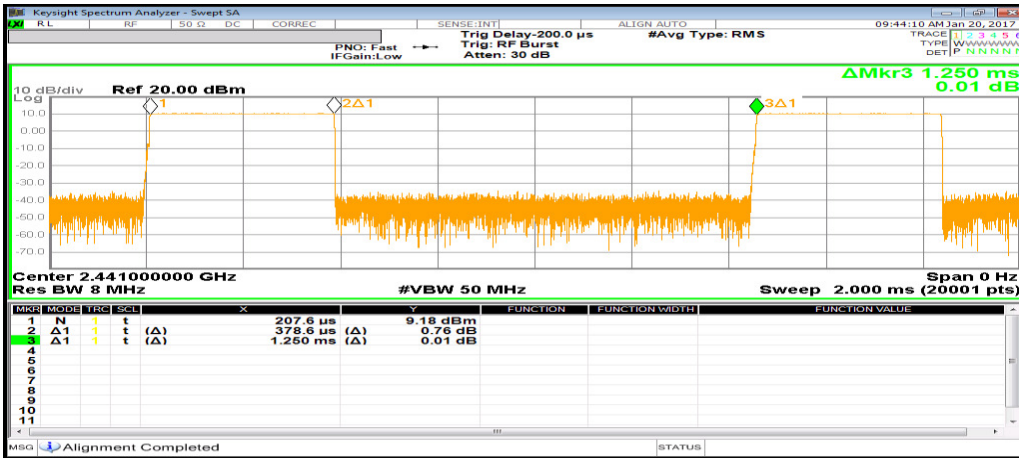 Keysight Spectrum Analyzer - Swept SA
LXI RL RF 50 Ω DC CORREC SENSE:INT ALIGN AUTO 09:44:10 AM Jan 20, 2017
Trig Delay-200.0 µs #Avg Type: RMS TRACE 1 2 3 4 5 6
PNO: Fast Trig: RF Burst TYPE WWWWWW
IFGain:Low Atten: 30 dB DET P N N N N N
ΔMkr3 1.250 ms
0.01 dB
10 dB/div Ref 20.00 dBm
Log
1 2Δ1 3Δ1
10.0
0.00
-10.0
-20.0
-30.0
-40.0
-50.0
-60.0
-70.0
Center 2.441000000 GHz Span 0 Hz
Res BW 8 MHz #VBW 50 MHz Sweep 2.000 ms (20001 pts)
MKR MODE TRC SCL X Y FUNCTION FUNCTION WIDTH FUNCTION VALUE
1 N 1 t 207.6 µs 9.18 dBm
2 Δ1 1 t (Δ) 378.6 µs (Δ) 0.76 dB
3 Δ1 1 t (Δ) 1.250 ms (Δ) 0.01 dB
4
5
6
7
8
9
10
11
MSG Alignment Completed STATUS